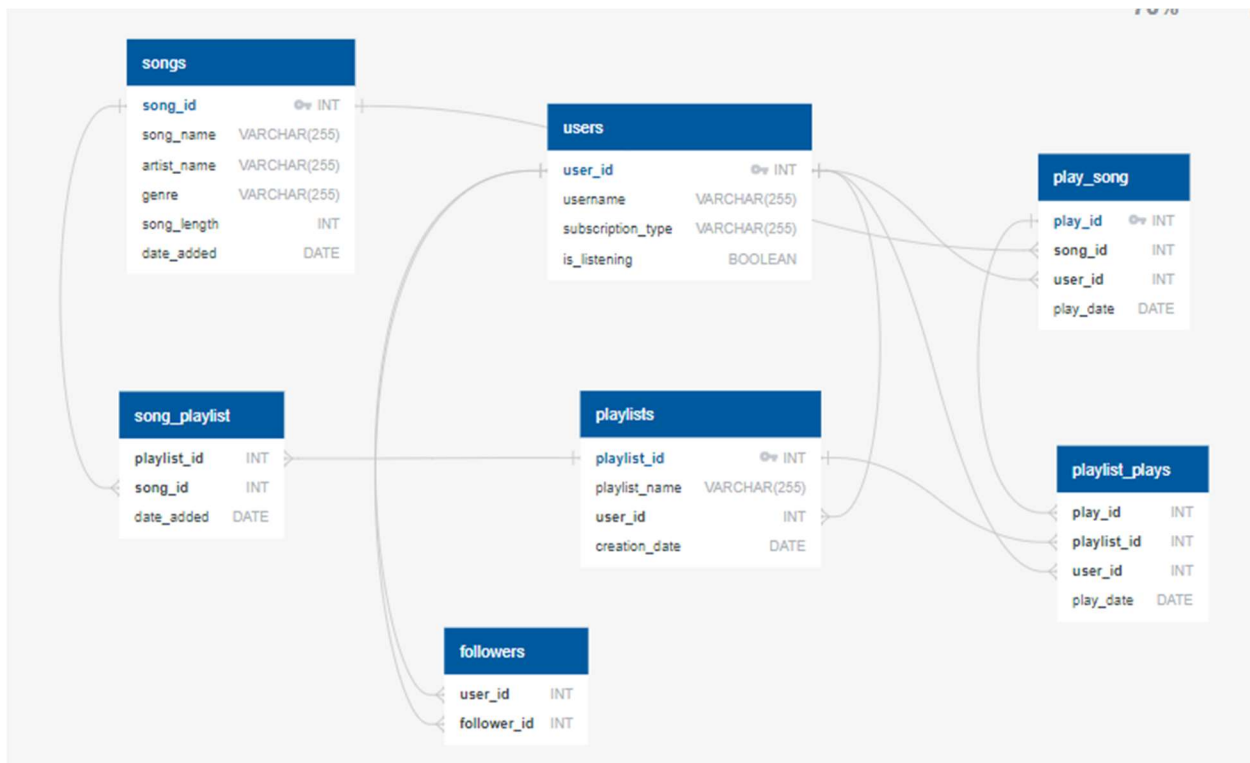 songs
song_id INT
song_name VARCHAR(255)
artist_name VARCHAR(255)
genre VARCHAR(255)
song_length INT
date_added DATE
users
user_id INT
username VARCHAR(255)
subscription_type VARCHAR(255)
is_listening BOOLEAN
play_song
play_id INT
song_id INT
user_id INT
play_date DATE
song_playlist
playlist_id INT
song_id INT
date_added DATE
playlists
playlist_id INT
playlist_name VARCHAR(255)
user_id INT
creation_date DATE
playlist_plays
play_id INT
playlist_id INT
user_id INT
play_date DATE
followers
user_id INT
follower_id INT